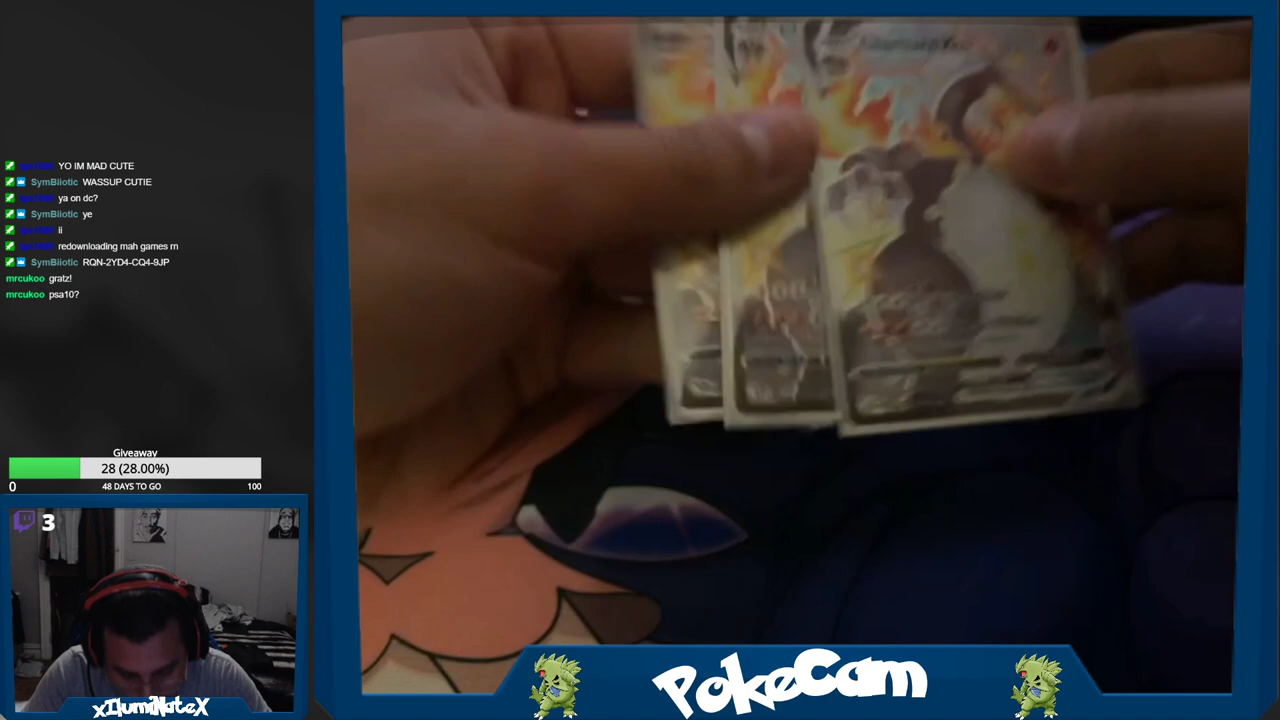 YO IM MAD CUTE
SymBiiotic WASSUP CUTIE
ya on dc?
SymBiiotic ye
ii
redownloading mah games rn
SymBiiotic RQN-2YD4-CQ4-9JP
mrcukoo gratz!
mrcukoo psa10?
Giveaway
28 (28.00%)
0 48 DAYS TO GO 100
3
xIlumiNateX
PokeCam